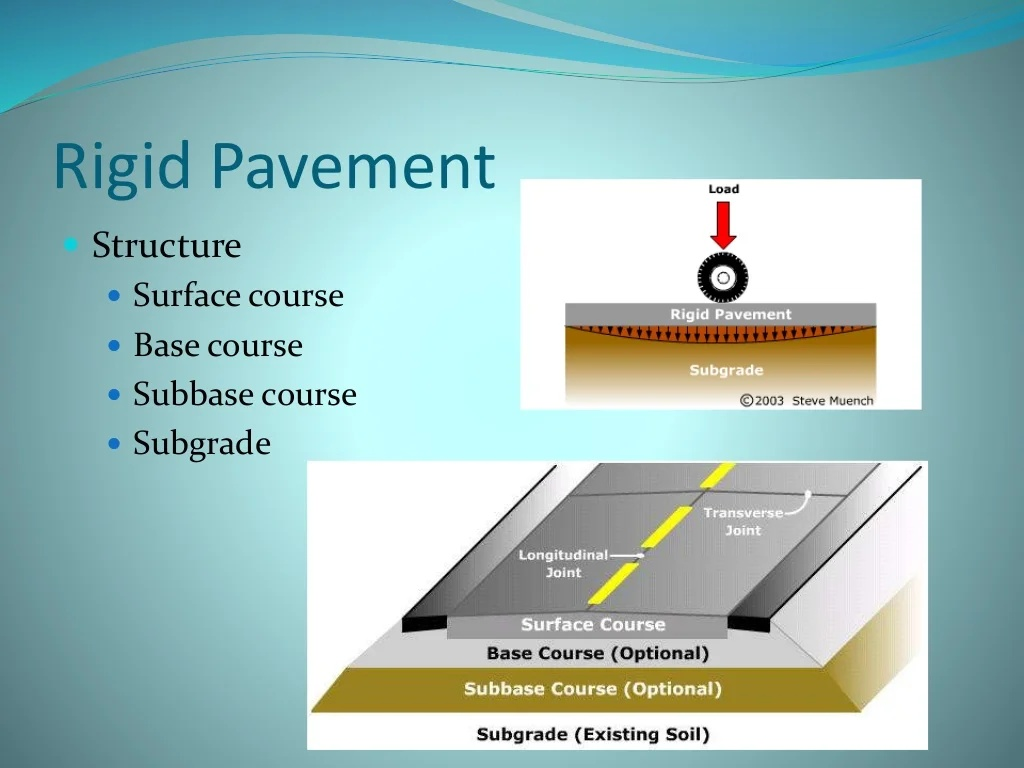 Rigid Pavement
Structure
Surface course
Base course
Subbase course
Subgrade
Load
Rigid Pavement
Subgrade
©2003 Steve Muench
Transverse
Joint
Longitudinal
Joint
Surface Course
Base Course (Optional)
Subbase Course (Optional)
Subgrade (Existing Soil)